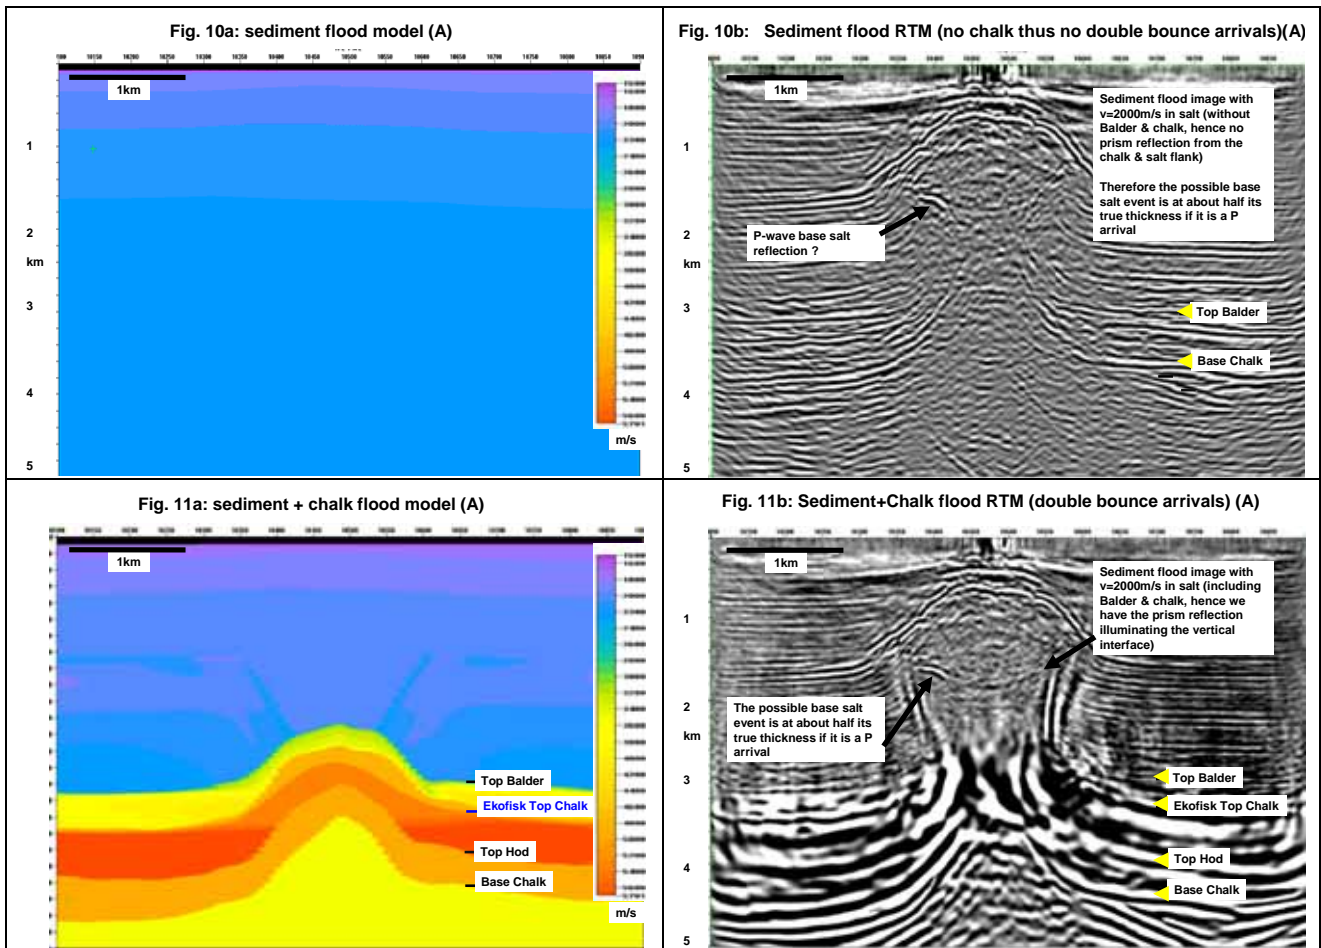 Fig. 10a: sediment flood model (A)
1km
1
2
km
3
4
5
m/s
Fig. 10b: Sediment flood RTM (no chalk thus no double bounce arrivals)(A)
1km
Sediment flood image with
v=2000m/s in salt (without
Balder & chalk, hence no
prism reflection from the
chalk & salt flank)
Therefore the possible base
salt event is at about half its
true thickness if it is a P
arrival
1
P-wave base salt
reflection ?
2
km
3
Top Balder
Base Chalk
4
5
Fig. 11a: sediment + chalk flood model (A)
1km
Top Balder
Ekofisk Top Chalk
Top Hod
Base Chalk
m/s
Fig. 11b: Sediment+Chalk flood RTM (double bounce arrivals) (A)
1km
Sediment flood image with
v=2000m/s in salt (including
Balder & chalk, hence we
have the prism reflection
illuminating the vertical
interface)
1
The possible base salt
event is at about half its
true thickness if it is a P
arrival
2
km
3
Top Balder
Ekofisk Top Chalk
Top Hod
4
Base Chalk
5